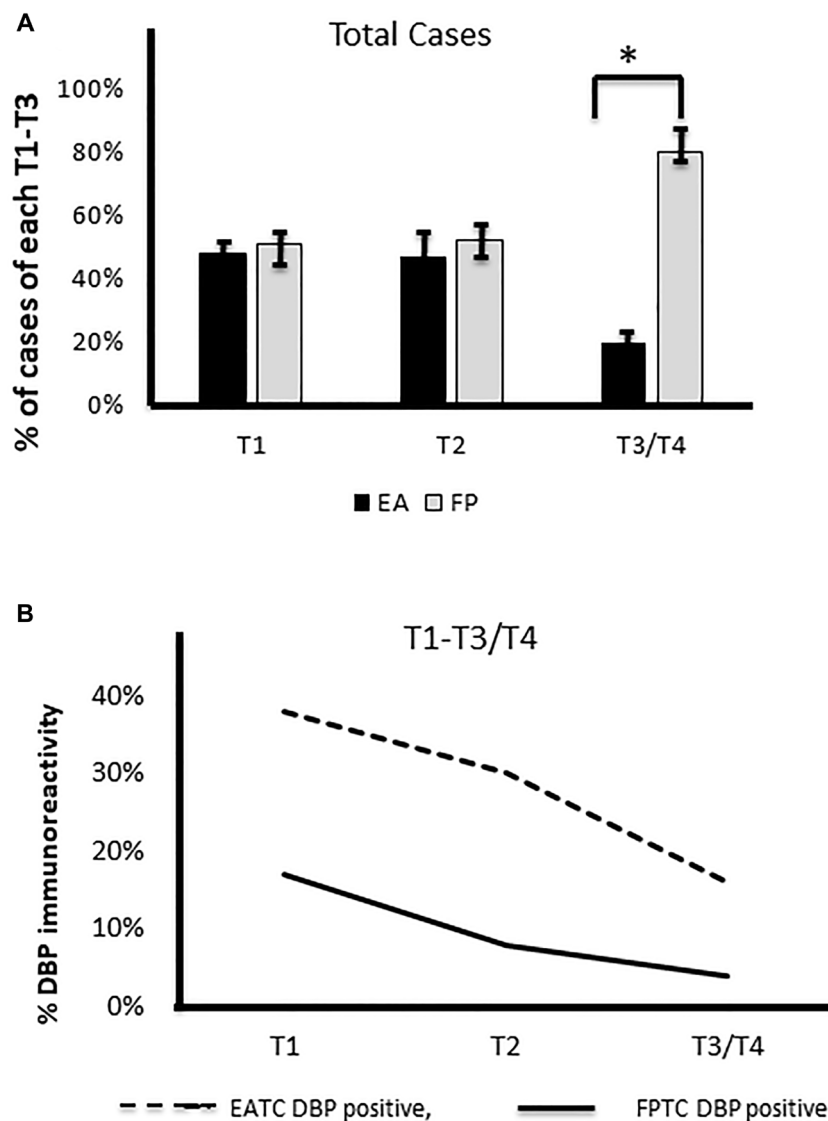 A
Total Cases
% of cases of each T1-T3
100%
80%
60%
40%
20%
0%
*
T1 T2 T3/T4
EA FP
B
T1-T3/T4
% DBP immunoreactivity
40%
30%
20%
10%
0%
T1 T2 T3/T4
EATC DBP positive, FPTC DBP positive